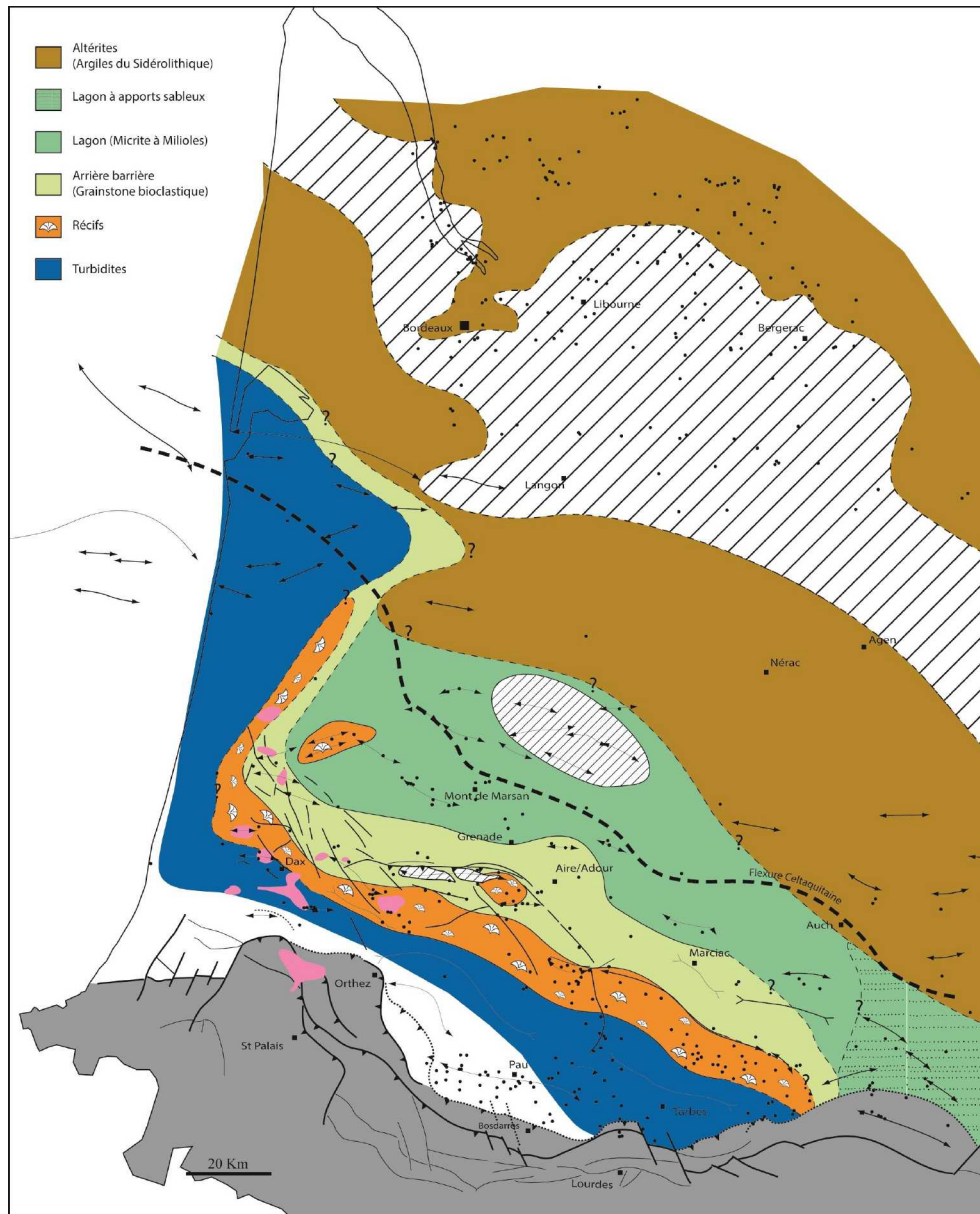 Altérites
(Argiles du Sidérolithique)
Lagon à apports sableux
Lagon (Micrite à Milioles)
Arrière barrière
(Grainstone bioclastique)
Récifs
Turbidites
Libourne
Bordeaux
Bergerac
?
?
Langon
?
?
?
Agen
Nérac
?
?
Mont de Marsan
?
Grenade
?
Dax
Aire/Adour
Flexure Celtaquitaine
Auch
Marciac
Orthez
?
?
St Palais
Pau
?
Tarbes
Bosdarros
20 Km
Lourdes